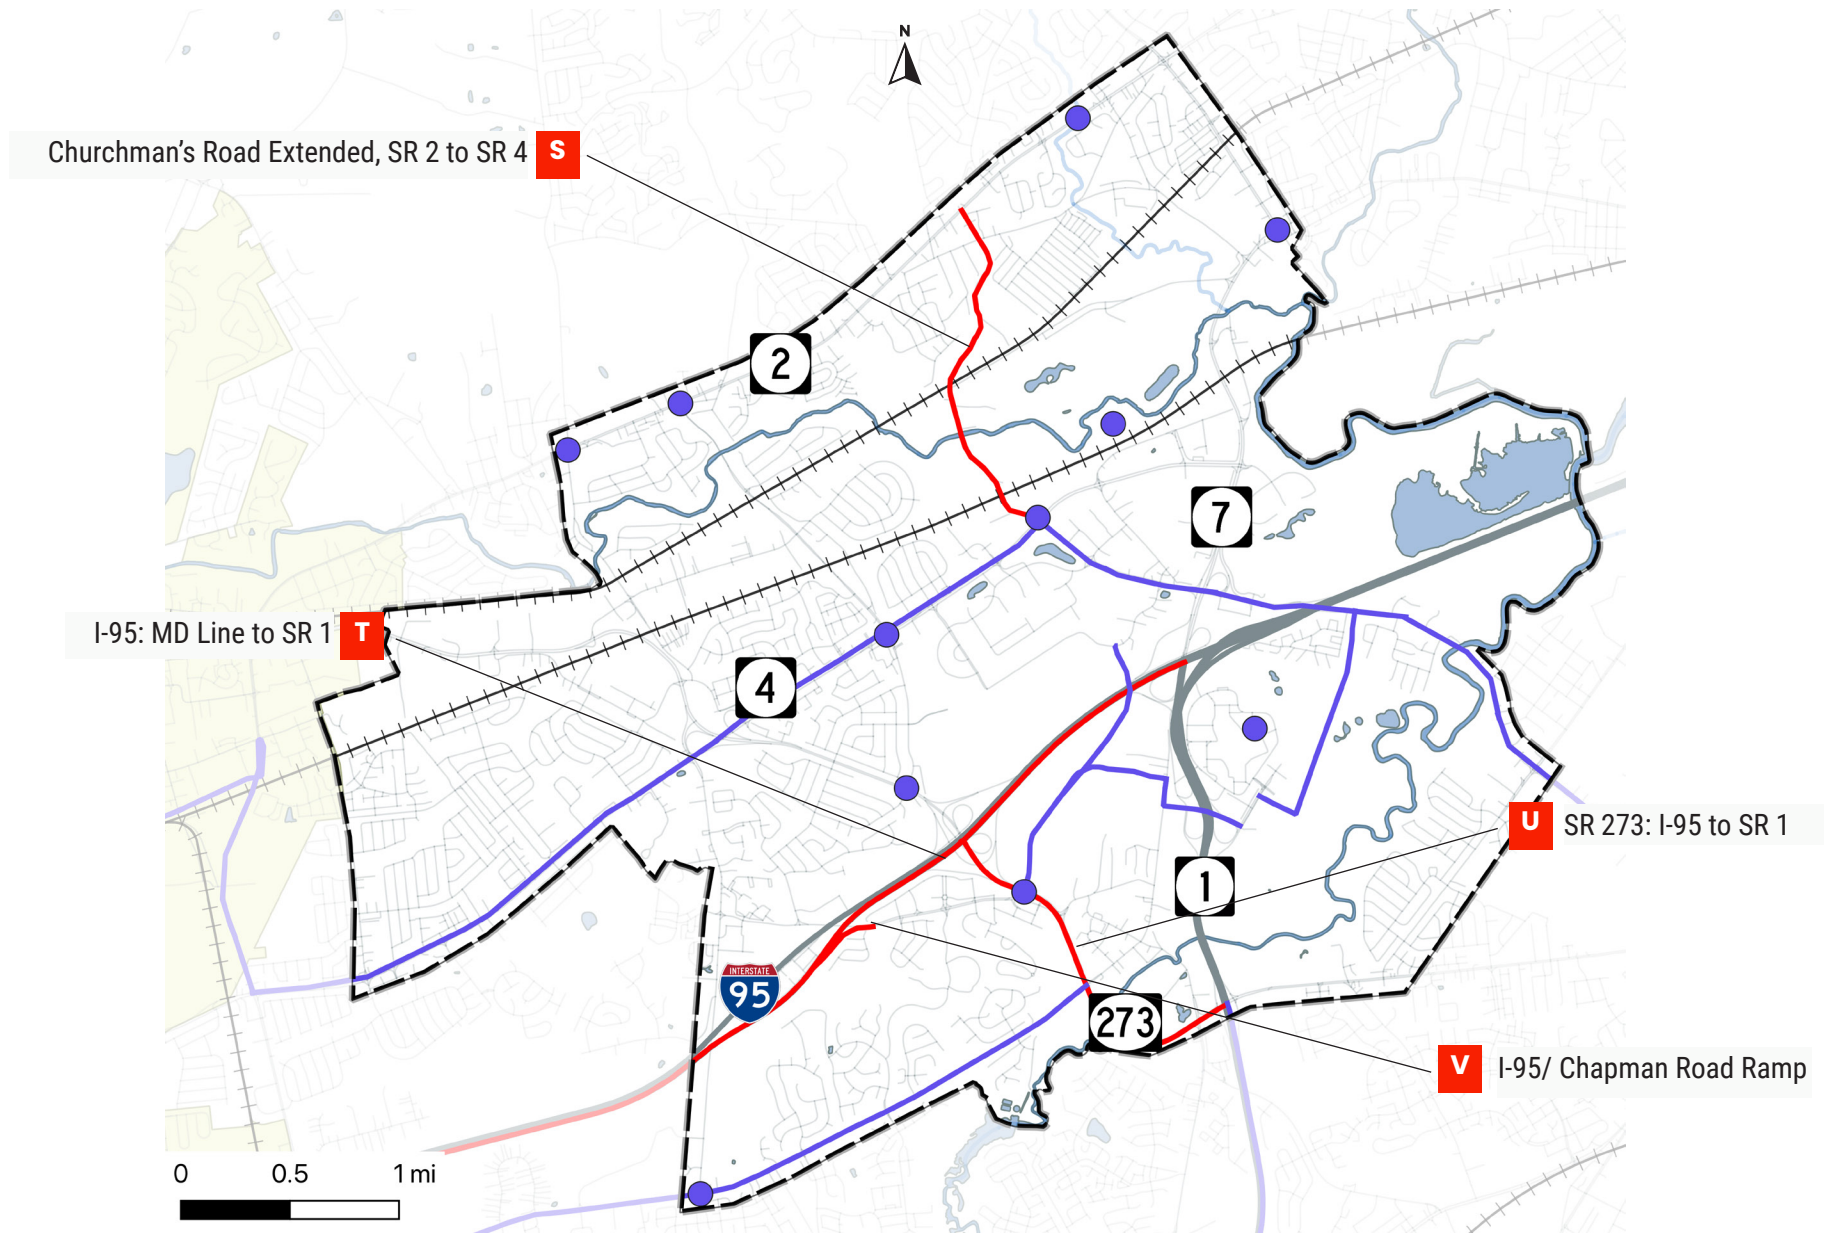 N
Churchman's Road Extended, SR 2 to SR 4 S
2
7
I-95: MD Line to SR 1 T
4
U SR 273: I-95 to SR 1
1
INTERSTATE
95
273
V I-95/ Chapman Road Ramp
0 0.5 1 mi